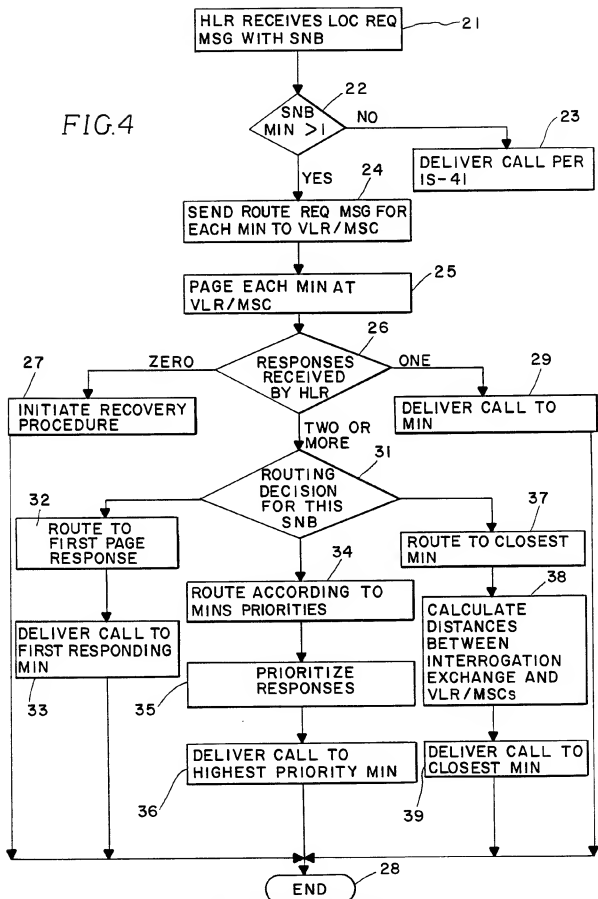 HLR RECEIVES LOC REQ
MSG WITH SNB
21
FIG.4
22
SNB
MIN >1
NO
23
DELIVER CALL PER
IS-41
YES
24
SEND ROUTE REQ MSG FOR
EACH MIN TO VLR/MSC
25
PAGE EACH MIN AT
VLR/MSC
26
27
ZERO
RESPONSES
RECEIVED
BY HLR
ONE
29
INITIATE RECOVERY
PROCEDURE
DELIVER CALL TO
MIN
TWO OR
MORE
31
ROUTING
DECISION
FOR THIS
SNB
32
ROUTE TO
FIRST PAGE
RESPONSE
37
ROUTE TO CLOSEST
MIN
34
ROUTE ACCORDING TO
MINS PRIORITIES
38
CALCULATE
DISTANCES
BETWEEN
INTERROGATION
EXCHANGE AND
VLR/MSCs
DELIVER CALL TO
FIRST RESPONDING
MIN
33
PRIORITIZE
RESPONSES
35
DELIVER CALL TO
HIGHEST PRIORITY MIN
36
DELIVER CALL TO
CLOSEST MIN
39
28
END